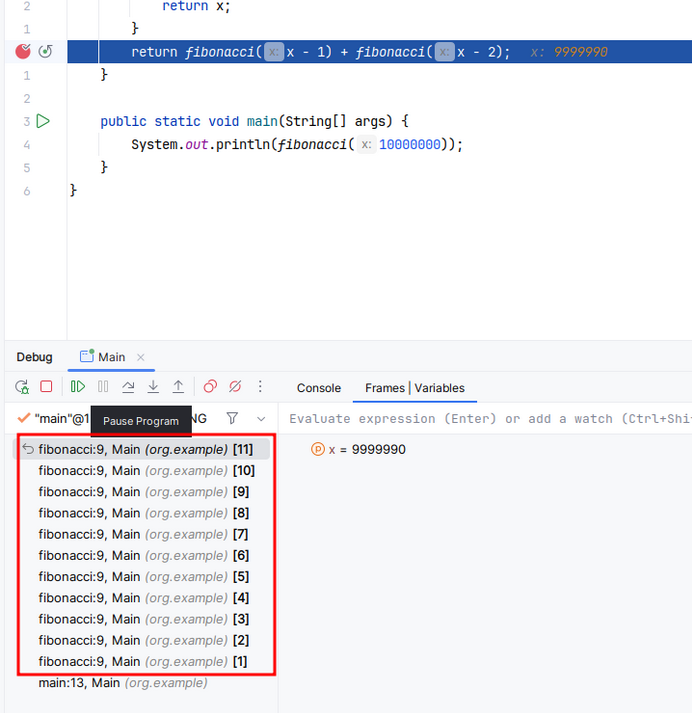 2 return x;
1 }
return fibonacci( x: x - 1) + fibonacci( x: x - 2); x: 9999990
1 }
2
3 public static void main(String[] args) {
4 System.out.println(fibonacci( x: 10000000));
5 }
6 }
Debug Main
Console Frames | Variables
"main"@1 NG Evaluate expression (Enter) or add a watch (Ctrl+Shi
Pause Program
fibonacci:9, Main (org.example) [11] p x = 9999990
fibonacci:9, Main (org.example) [10]
fibonacci:9, Main (org.example) [9]
fibonacci:9, Main (org.example) [8]
fibonacci:9, Main (org.example) [7]
fibonacci:9, Main (org.example) [6]
fibonacci:9, Main (org.example) [5]
fibonacci:9, Main (org.example) [4]
fibonacci:9, Main (org.example) [3]
fibonacci:9, Main (org.example) [2]
fibonacci:9, Main (org.example) [1]
main:13, Main (org.example)